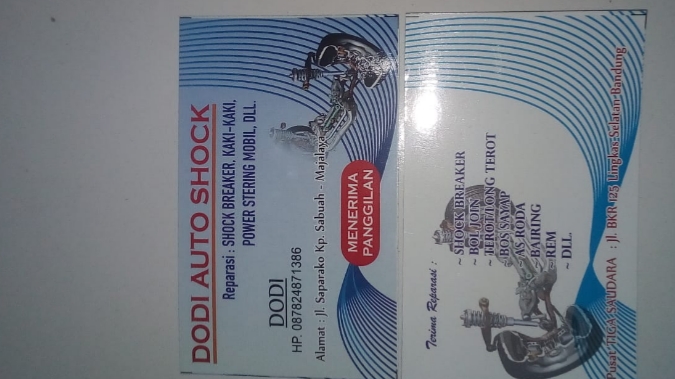 DODI AUTO SHOCK
Reparasi : SHOCK BREAKER, KAKI-KAKI,
POWER STERING MOBIL, DLL.
DODI
HP. 087824871386
Alamat : Jl. Saparako Kp. Sabuah - Majalaya
MENERIMA
PANGGILAN
Terima Reparasi :
~ SHOCK BREAKER
~ BOL JOIN
~ TEROT/LONG TEROT
~ BOS SAYAP
~ AS RODA
~ BAIRING
~ REM
~ DLL.
Pusat : TIGA SAUDARA : Jl. BKR 125 Lingkas-Selatan-Bandung